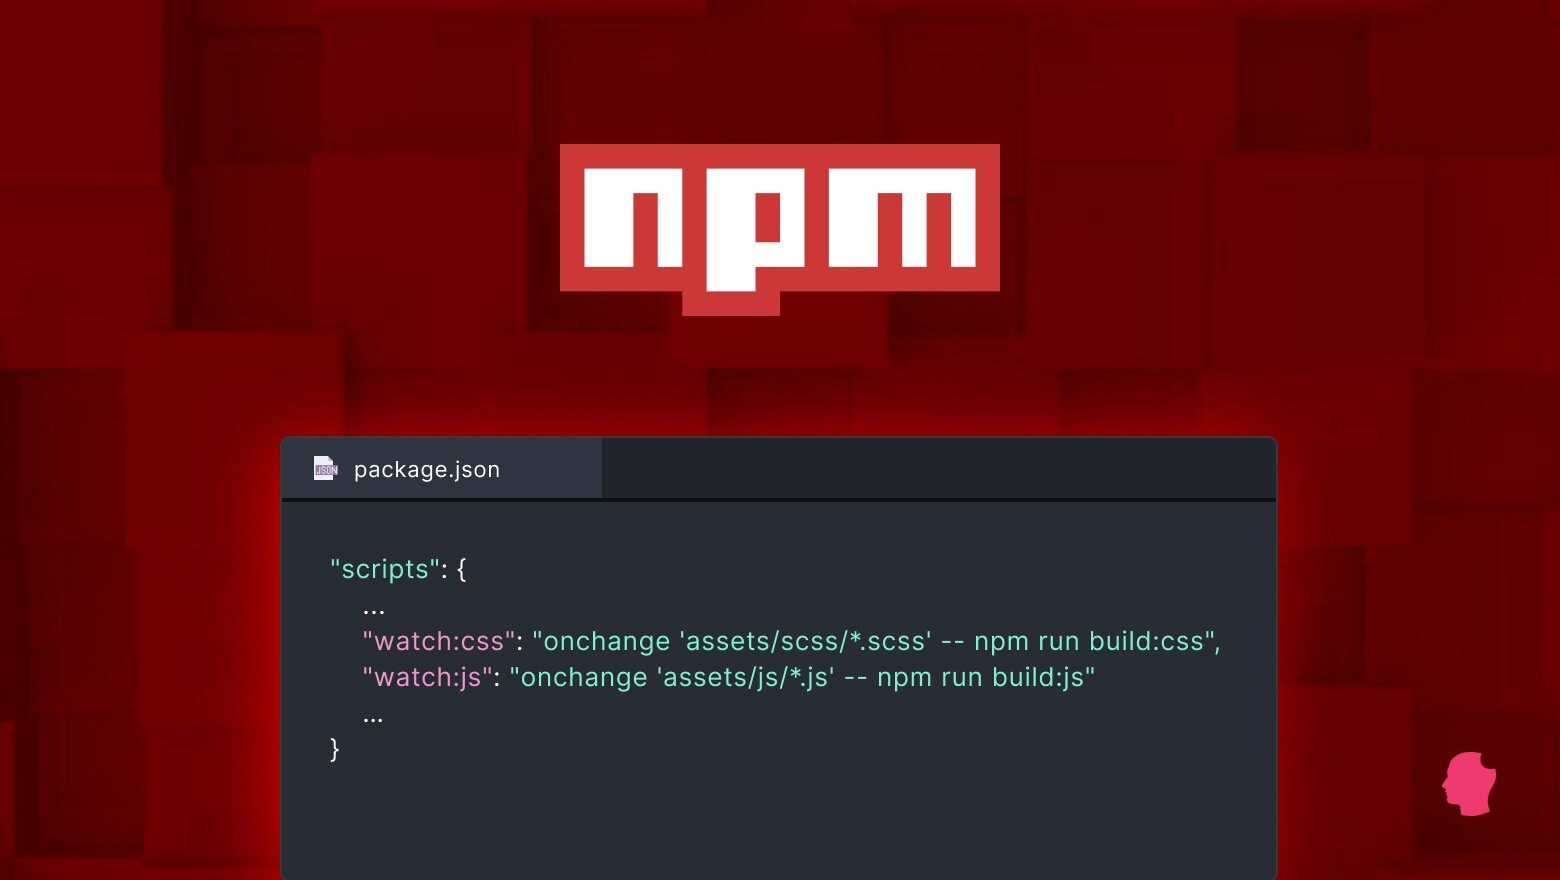 npm
JSON
package.json
"scripts": {
...
"watch:css": "onchange 'assets/scss/*.scss' -- npm run build:css",
"watch:js": "onchange 'assets/js/*.js' -- npm run build:js"
...
}